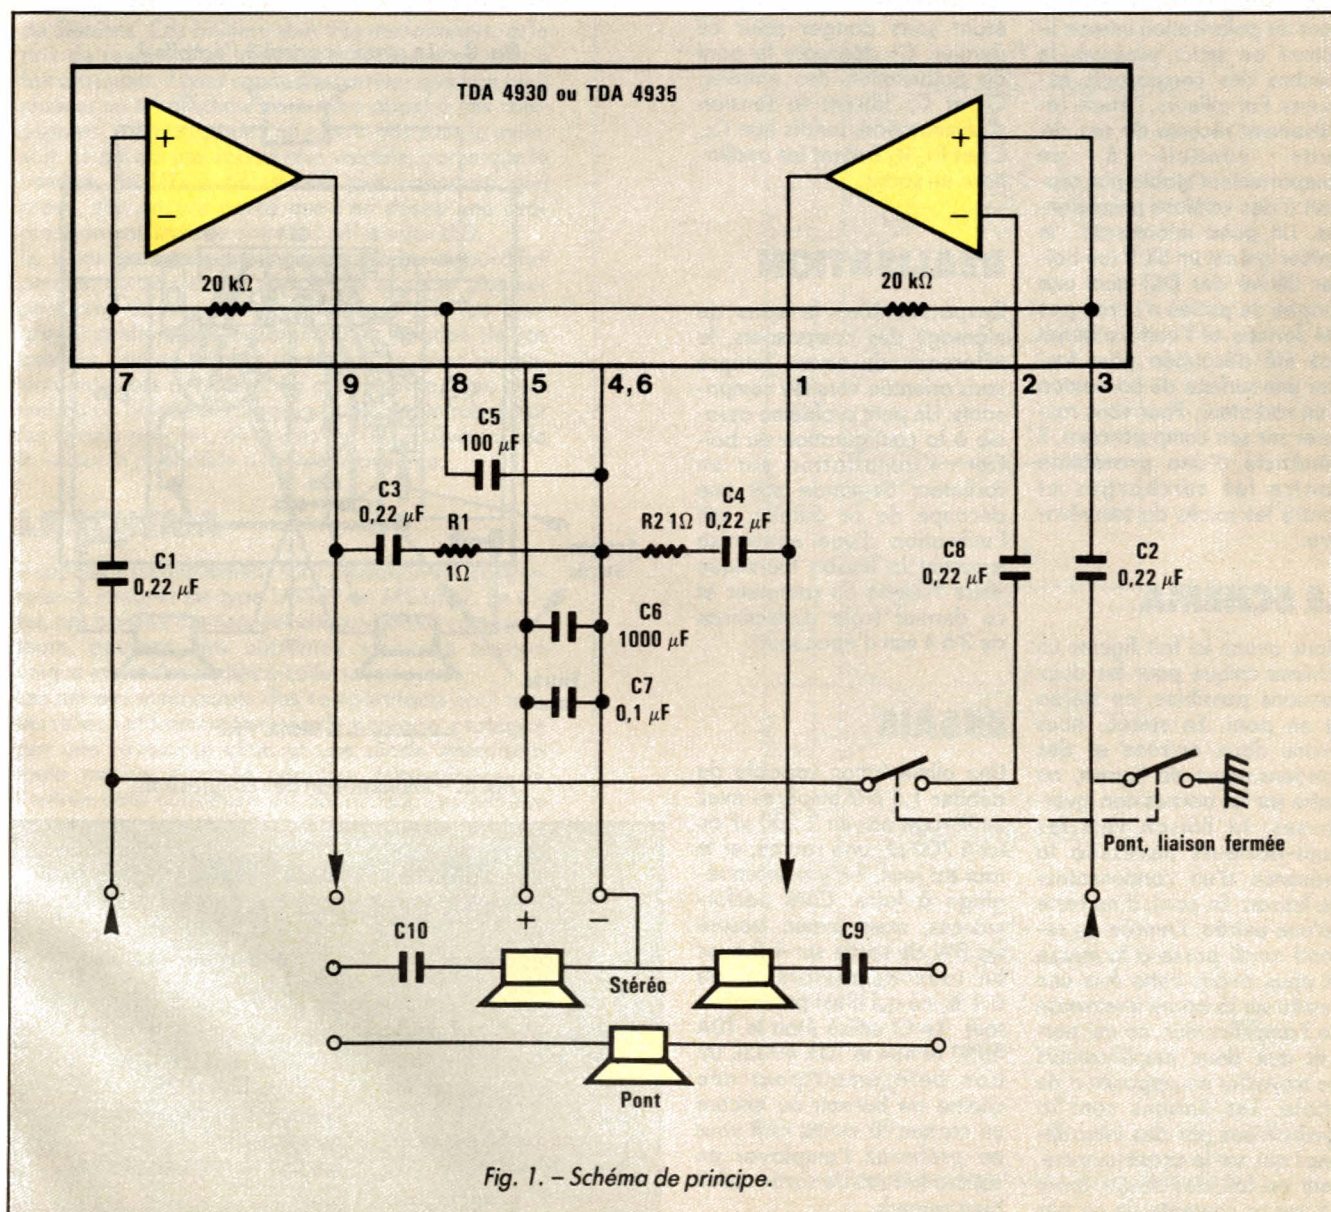 TDA 4930 ou TDA 4935
+
−
+
−
20 kΩ
20 kΩ
7
9
8
5
4,6
1
2
3
C5
100 µF
C3
0,22 µF
R1
1Ω
R2 1Ω
C4
0,22 µF
C1
0,22 µF
C8
0,22 µF
C2
0,22 µF
C6
1000 µF
C7
0,1 µF
Pont, liaison fermée
+
−
C10
C9
Stéréo
Pont
Fig. 1. – Schéma de principe.